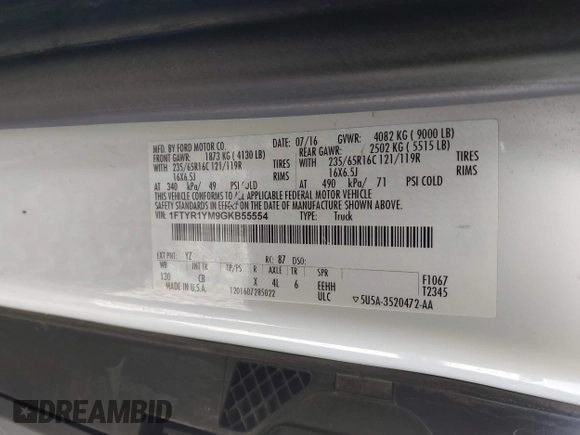 MFD. BY FORD MOTOR CO. DATE: 07/16 GVWR: 4082 KG ( 9000 LB)
FRONT GAWR: 1873 KG ( 4130 LB) REAR GAWR: 2502 KG ( 5515 LB)
WITH 235/65R16C 121/119R TIRES WITH 235/65R16C 121/119R TIRES
16X6.5J RIMS 16X6.5J RIMS
AT 340 kPa/ 49 PSI COLD AT 490 kPa/ 71 PSI COLD
THIS VEHICLE CONFORMS TO ALL APPLICABLE FEDERAL MOTOR VEHICLE
SAFETY STANDARDS IN EFFECT ON THE DATE OF MANUFACTURE SHOWN ABOVE.
VIN: 1FTYR1YM9GKB55554 TYPE: Truck
EXT PNT: YZ RC: 87 DSO:
WB INT TR TP/PS R AXLE TR SPR
130 CB X 4L 6 EEHH F1067
MADE IN U.S.A. 1201607285022 ULC T2345
▽5U5A-3520472-AA
DREAMBID